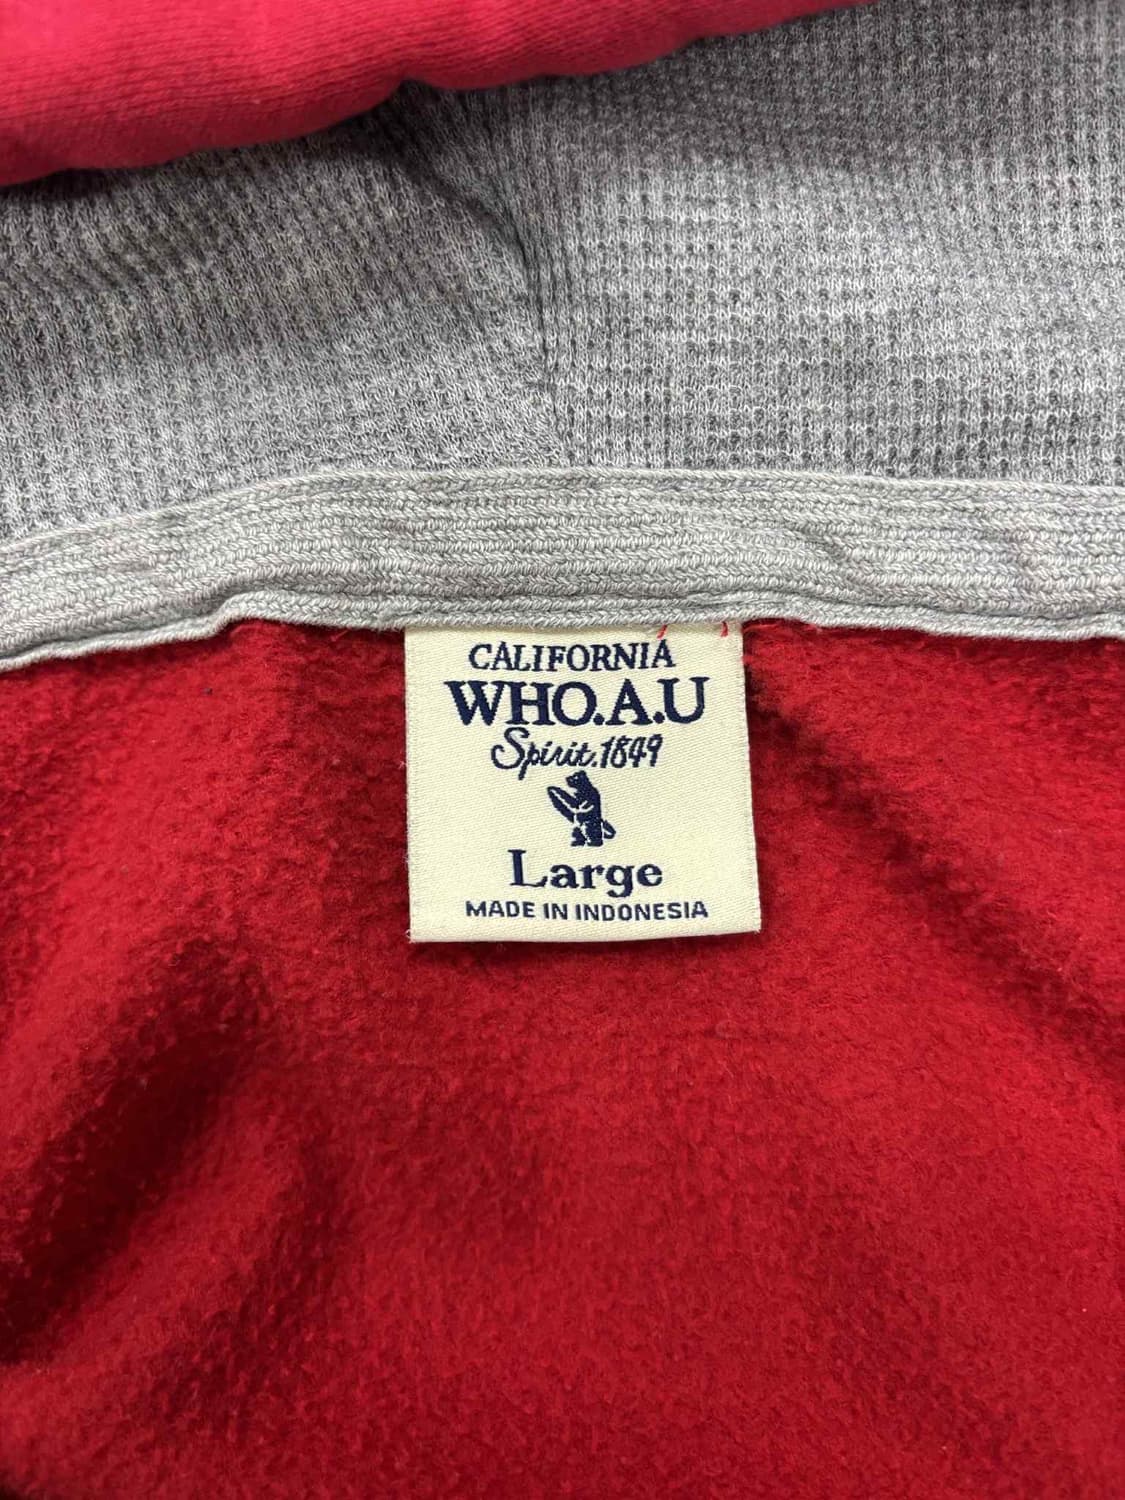 CALIFORNIA
WHO.A.U
Spirit.1849
Large
MADE IN INDONESIA